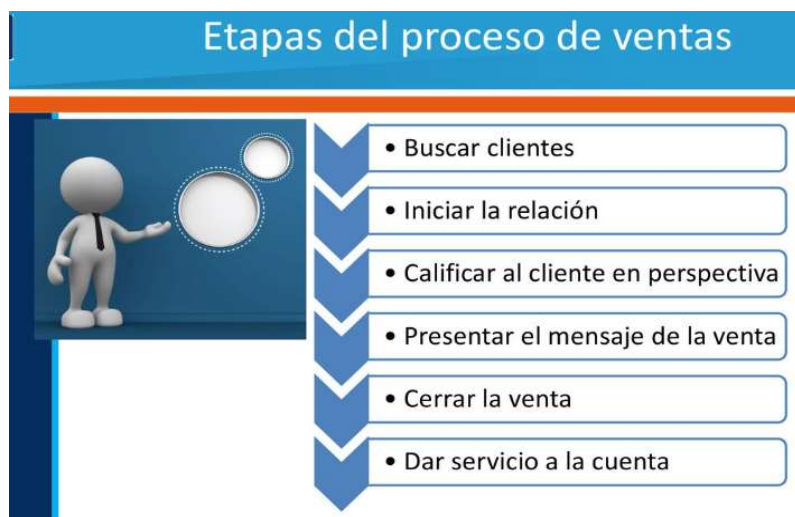 Etapas del proceso de ventas
• Buscar clientes
• Iniciar la relación
• Calificar al cliente en perspectiva
• Presentar el mensaje de la venta
• Cerrar la venta
• Dar servicio a la cuenta